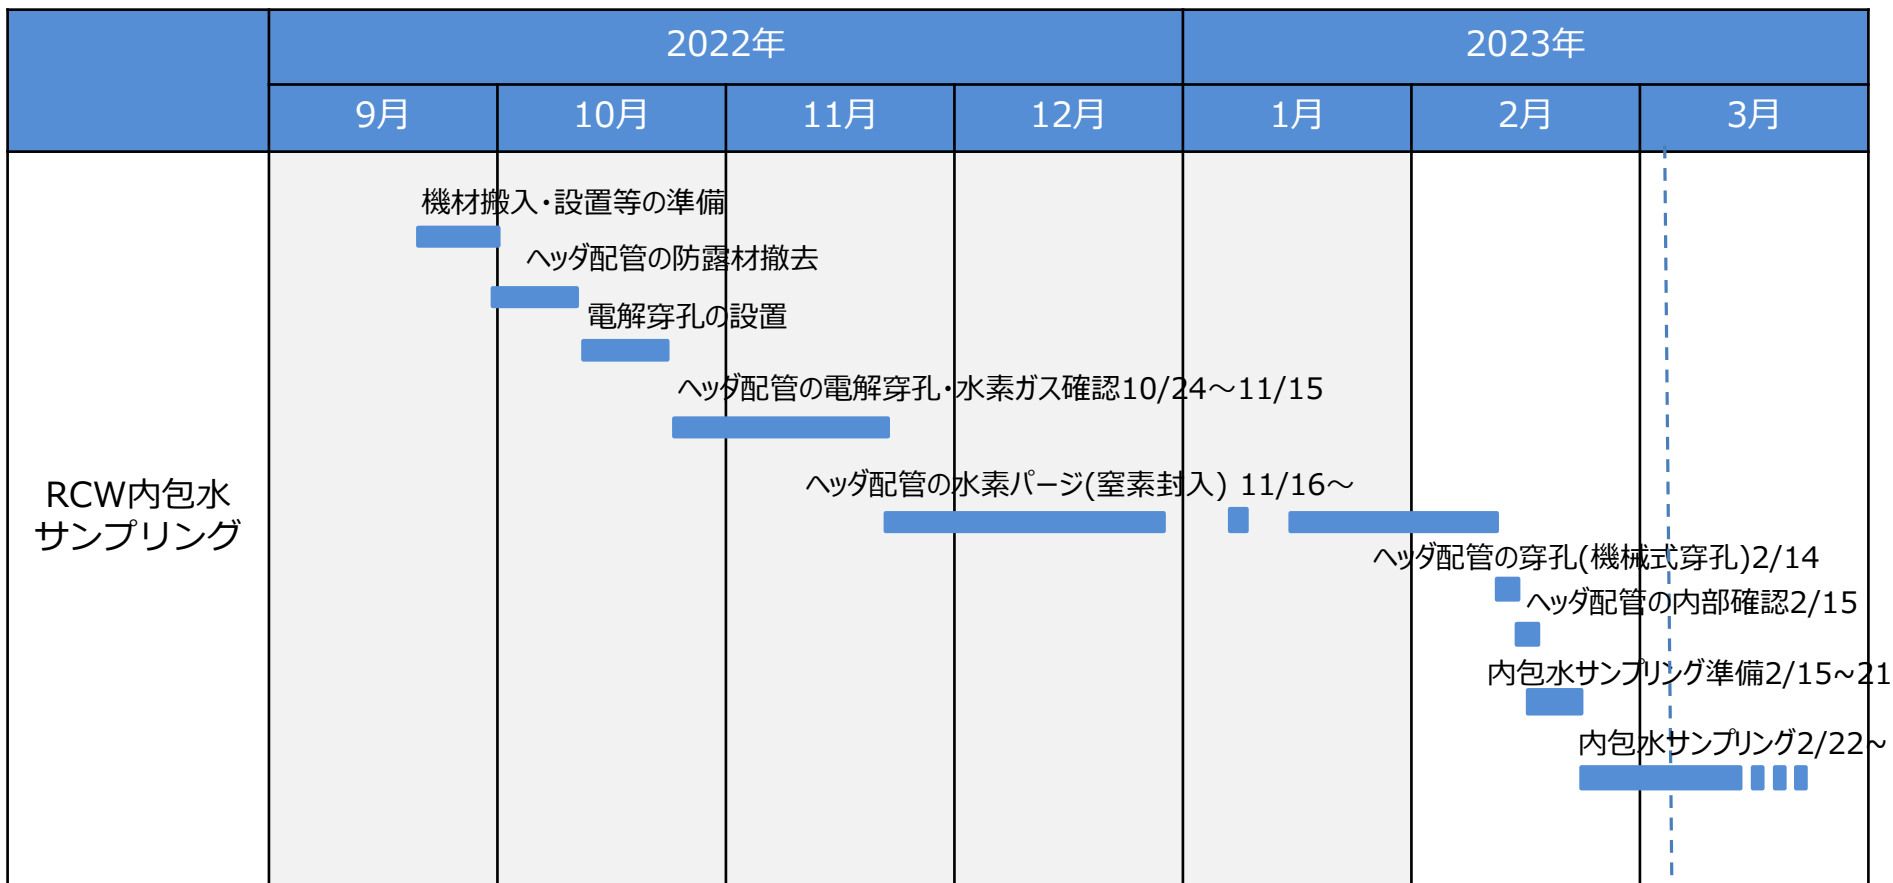 2022年
2023年
9月
10月
11月
12月
1月
2月
3月
RCW内包水
サンプリング
機材搬入・設置等の準備
ヘッダ配管の防露材撤去
電解穿孔の設置
ヘッダ配管の電解穿孔・水素ガス確認10/24～11/15
ヘッダ配管の水素パージ(窒素封入) 11/16～
ヘッダ配管の穿孔(機械式穿孔)2/14
ヘッダ配管の内部確認2/15
内包水サンプリング準備2/15~21
内包水サンプリング2/22~